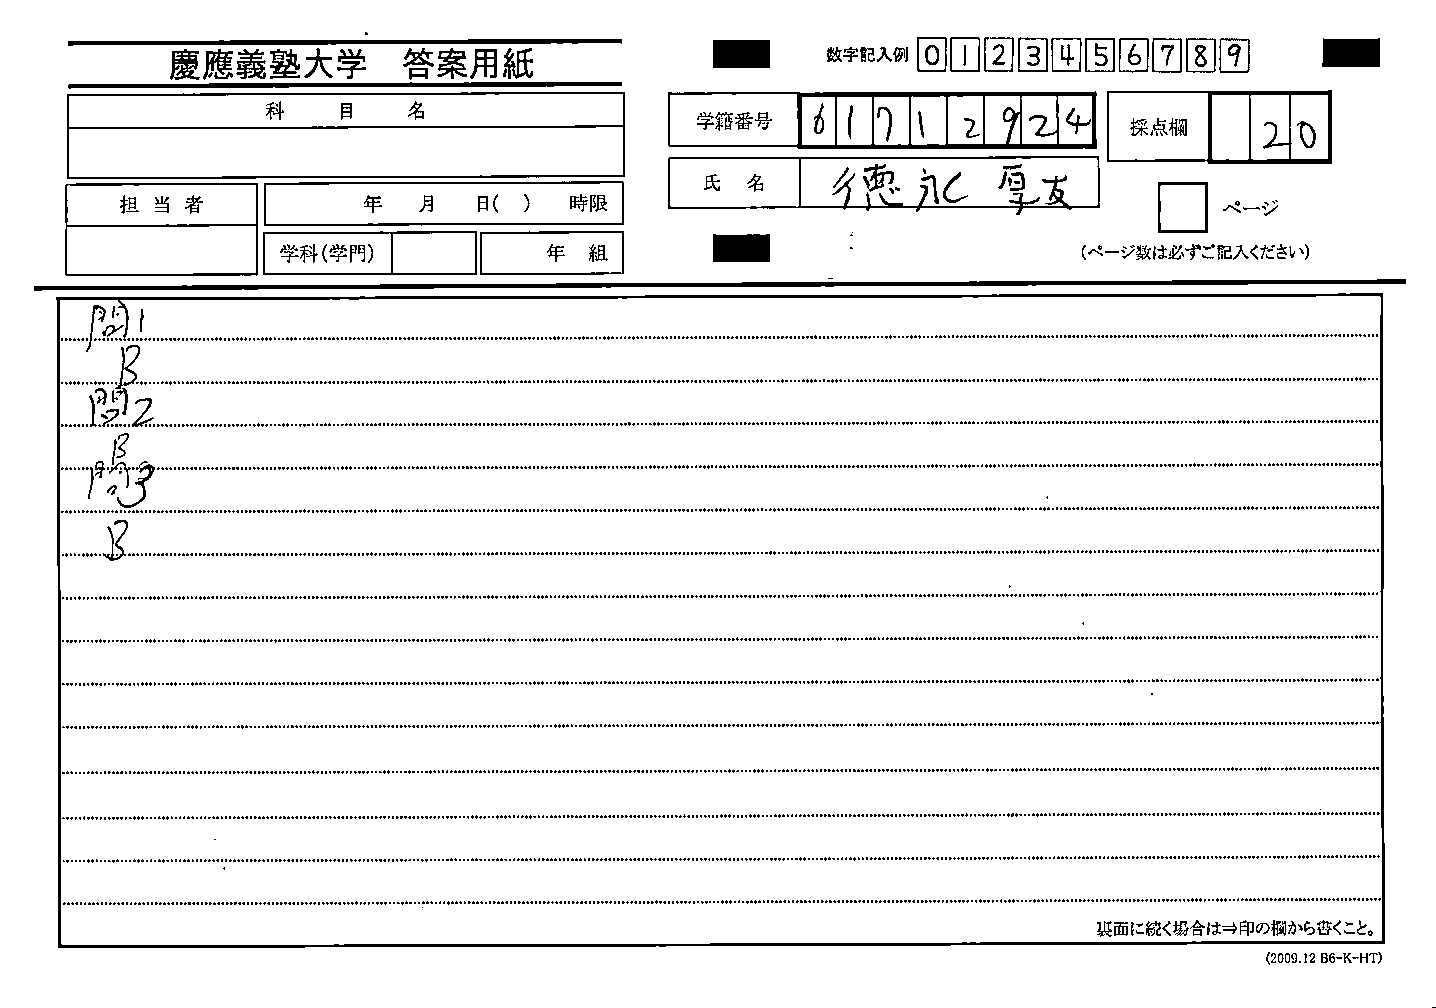 慶應義塾大学 答案用紙
数字記入例 0 1 2 3 4 5 6 7 8 9
科目名
学籍番号 6 1 7 1 2 9 2 4
採点欄 2 0
氏名 徳永 厚友
担当者
年 月 日( ) 時限
ページ
学科(学門)
年 組
(ページ数は必ずご記入ください)
問1
B
問2
B
問3
B
裏面に続く場合は⇒印の欄から書くこと。
(2009.12 B6-K-HT)